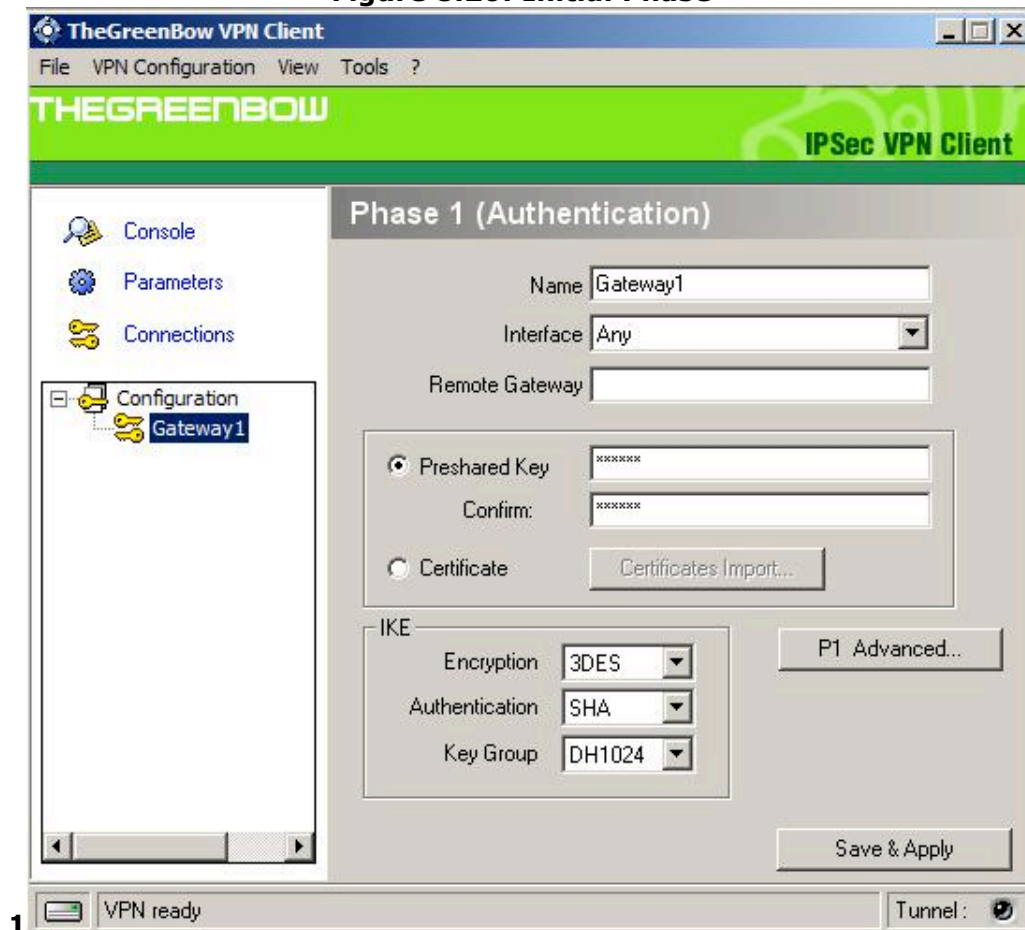 TheGreenBow VPN Client
File VPN Configuration View Tools ?
THEGREENBOW
IPSec VPN Client
Console
Parameters
Connections
Configuration
Gateway1
Phase 1 (Authentication)
Name Gateway1
Interface Any
Remote Gateway
Preshared Key ******
Confirm: ******
Certificate Certificates Import...
IKE
Encryption 3DES
Authentication SHA
Key Group DH1024
P1 Advanced...
Save & Apply
1
VPN ready
Tunnel :